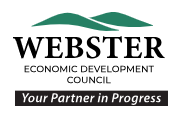 WEBSTER
ECONOMIC DEVELOPMENT
COUNCIL
Your Partner in Progress